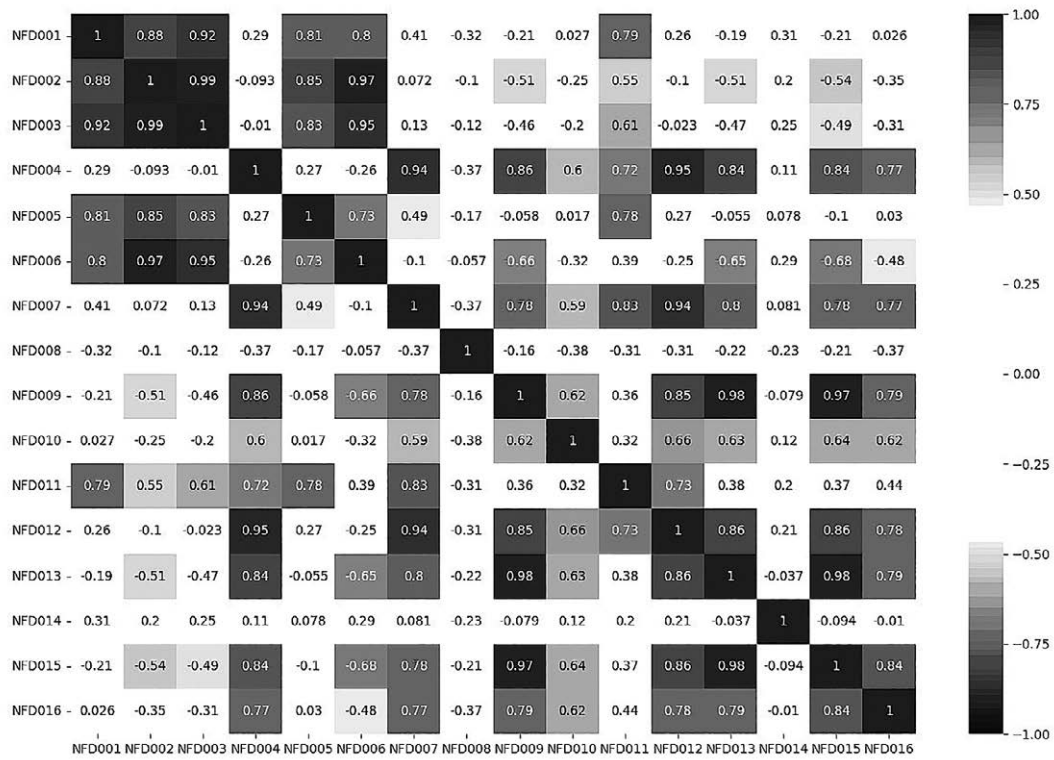 NFD001 - 1 0.88 0.92 0.29 0.81 0.8 0.41 -0.32 -0.21 0.027 0.79 0.26 -0.19 0.31 -0.21 0.026
NFD002 - 0.88 1 0.99 -0.093 0.85 0.97 0.072 -0.1 -0.51 -0.25 0.55 -0.1 -0.51 0.2 -0.54 -0.35
NFD003 - 0.92 0.99 1 -0.01 0.83 0.95 0.13 -0.12 -0.46 -0.2 0.61 -0.023 -0.47 0.25 -0.49 -0.31
NFD004 - 0.29 -0.093 -0.01 1 0.27 -0.26 0.94 -0.37 0.86 0.6 0.72 0.95 0.84 0.11 0.84 0.77
NFD005 - 0.81 0.85 0.83 0.27 1 0.73 0.49 -0.17 -0.058 0.017 0.78 0.27 -0.055 0.078 -0.1 0.03
NFD006 - 0.8 0.97 0.95 -0.26 0.73 1 -0.1 -0.057 -0.66 -0.32 0.39 -0.25 -0.65 0.29 -0.68 -0.48
NFD007 - 0.41 0.072 0.13 0.94 0.49 -0.1 1 -0.37 0.78 0.59 0.83 0.94 0.8 0.081 0.78 0.77
NFD008 - -0.32 -0.1 -0.12 -0.37 -0.17 -0.057 -0.37 1 -0.16 -0.38 -0.31 -0.31 -0.22 -0.23 -0.21 -0.37
NFD009 - -0.21 -0.51 -0.46 0.86 -0.058 -0.66 0.78 -0.16 1 0.62 0.36 0.85 0.98 -0.079 0.97 0.79
NFD010 - 0.027 -0.25 -0.2 0.6 0.017 -0.32 0.59 -0.38 0.62 1 0.32 0.66 0.63 0.12 0.64 0.62
NFD011 - 0.79 0.55 0.61 0.72 0.78 0.39 0.83 -0.31 0.36 0.32 1 0.73 0.38 0.2 0.37 0.44
NFD012 - 0.26 -0.1 -0.023 0.95 0.27 -0.25 0.94 -0.31 0.85 0.66 0.73 1 0.86 0.21 0.86 0.78
NFD013 - -0.19 -0.51 -0.47 0.84 -0.055 -0.65 0.8 -0.22 0.98 0.63 0.38 0.86 1 -0.037 0.98 0.79
NFD014 - 0.31 0.2 0.25 0.11 0.078 0.29 0.081 -0.23 -0.079 0.12 0.2 0.21 -0.037 1 -0.094 -0.01
NFD015 - -0.21 -0.54 -0.49 0.84 -0.1 -0.68 0.78 -0.21 0.97 0.64 0.37 0.86 0.98 -0.094 1 0.84
NFD016 - 0.026 -0.35 -0.31 0.77 0.03 -0.48 0.77 -0.37 0.79 0.62 0.44 0.78 0.79 -0.01 0.84 1
NFD001 NFD002 NFD003 NFD004 NFD005 NFD006 NFD007 NFD008 NFD009 NFD010 NFD011 NFD012 NFD013 NFD014 NFD015 NFD016
1.00
0.75
0.50
0.25
0.00
-0.25
-0.50
-0.75
-1.00